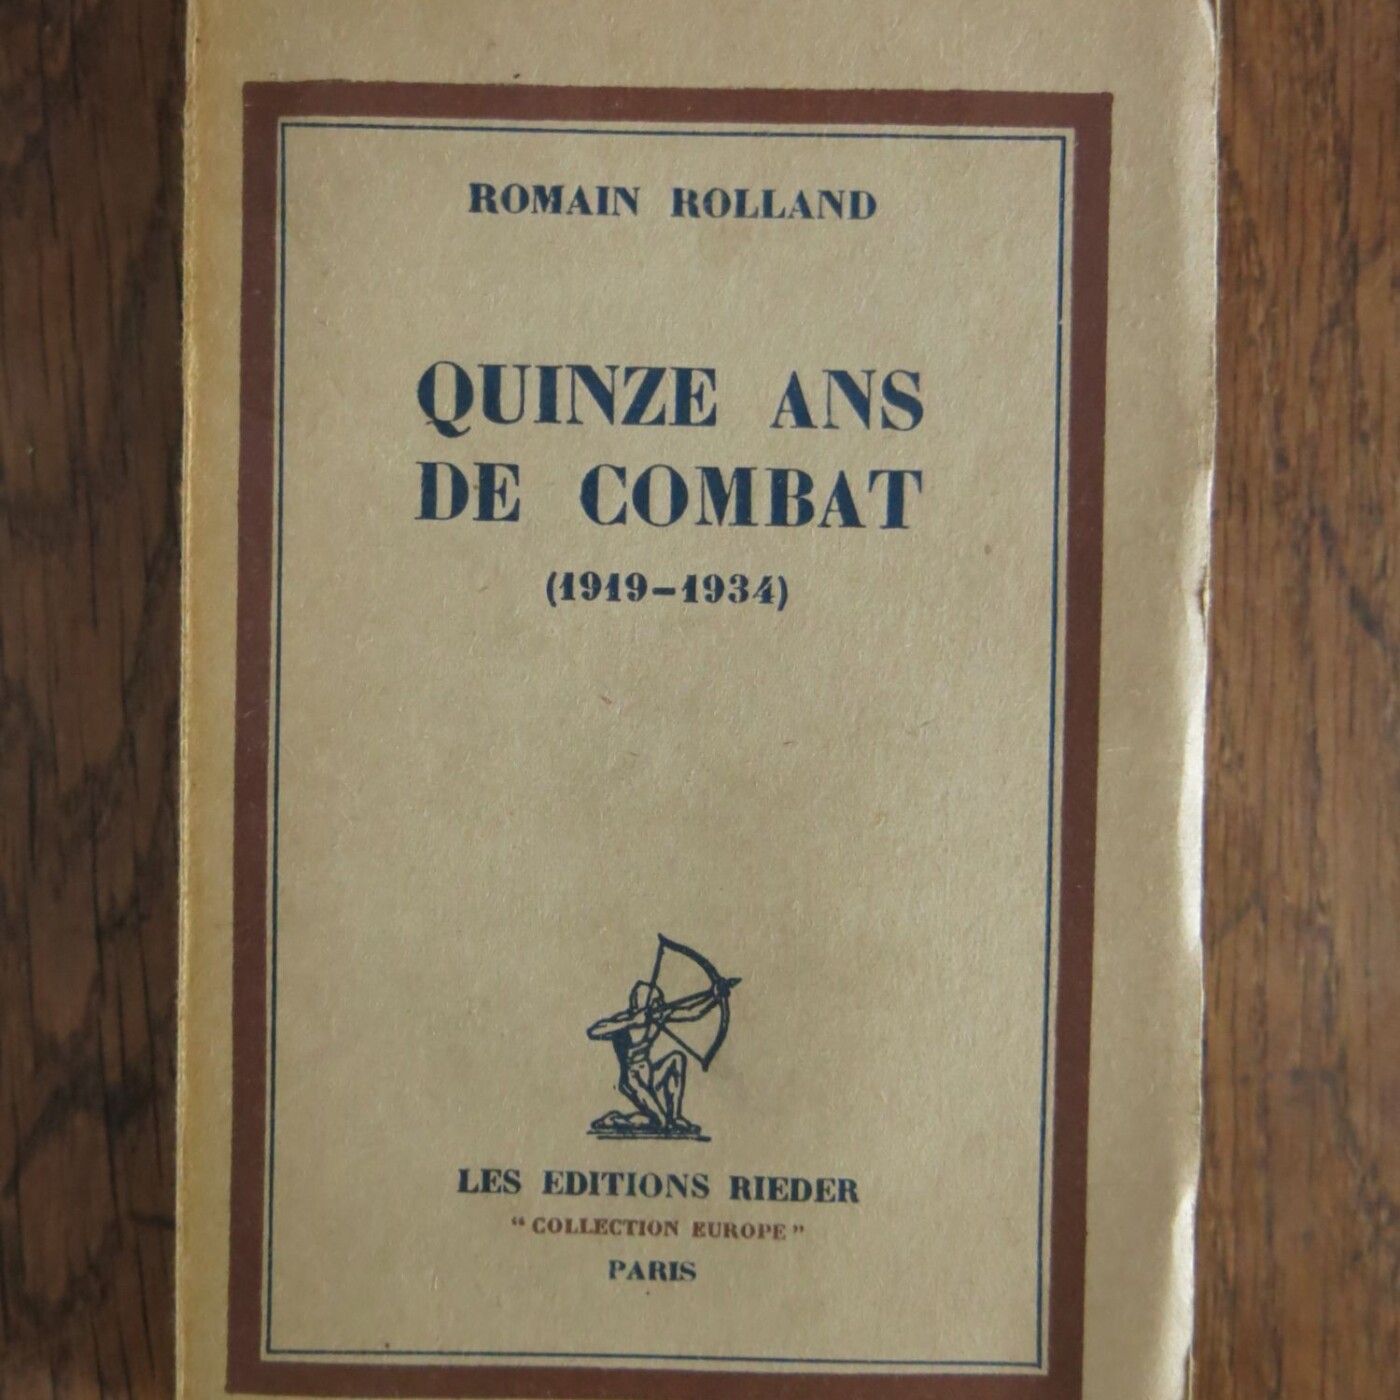 ROMAIN ROLLAND
QUINZE ANS
DE COMBAT
(1919-1934)
LES EDITIONS RIEDER
“COLLECTION EUROPE”
PARIS